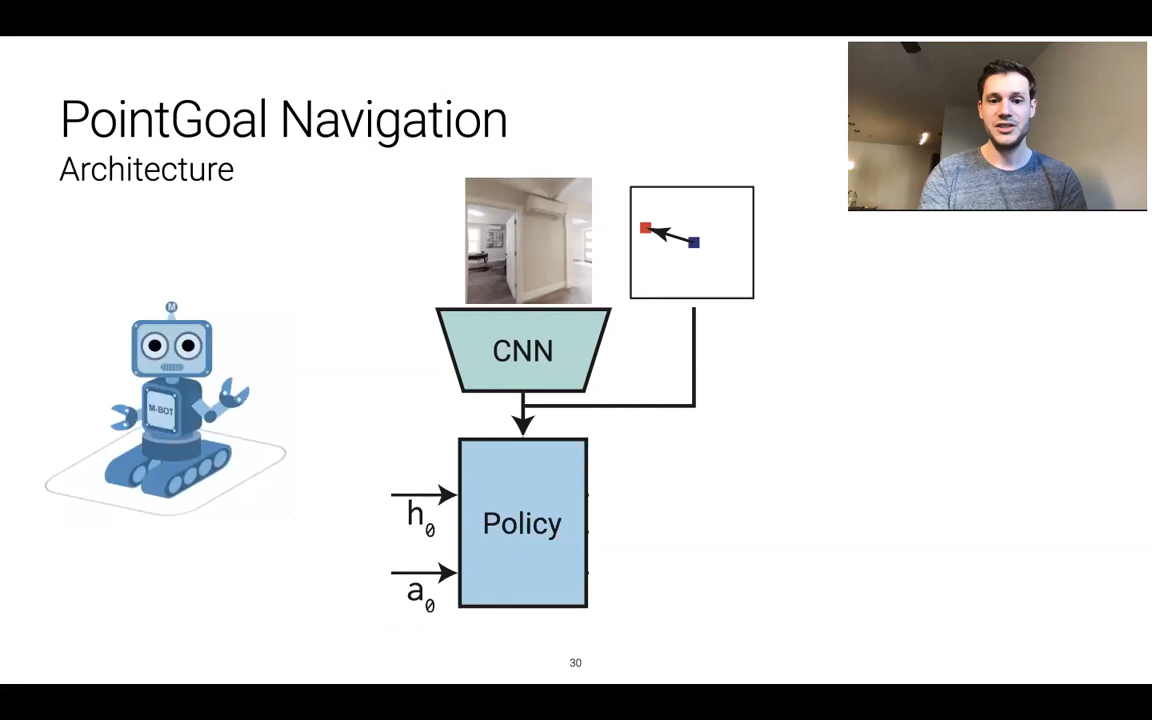 PointGoal Navigation
Architecture
CNN
M
M-BOT
Policy
h₀
a₀
30